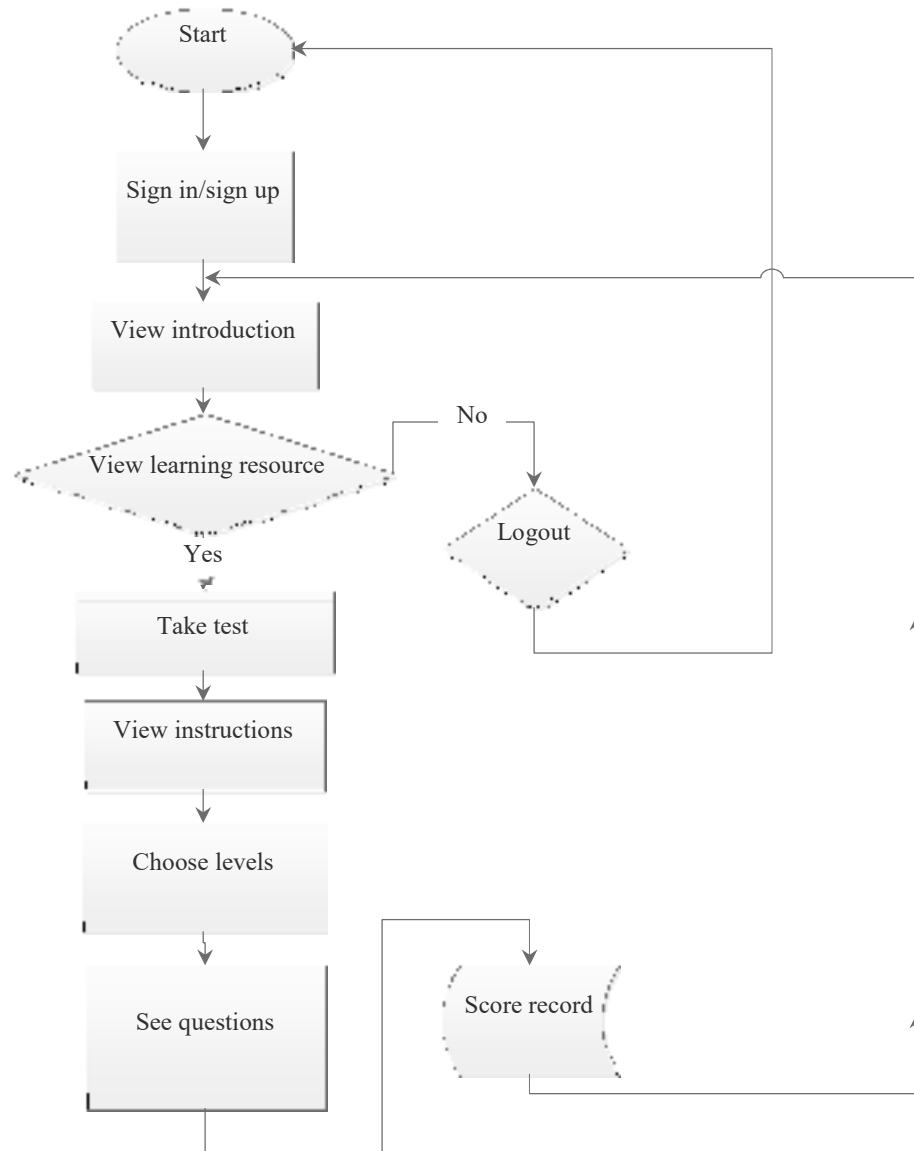 Start
Sign in/sign up
View introduction
No
View learning resource
Logout
Yes
Take test
View instructions
Choose levels
Score record
See questions